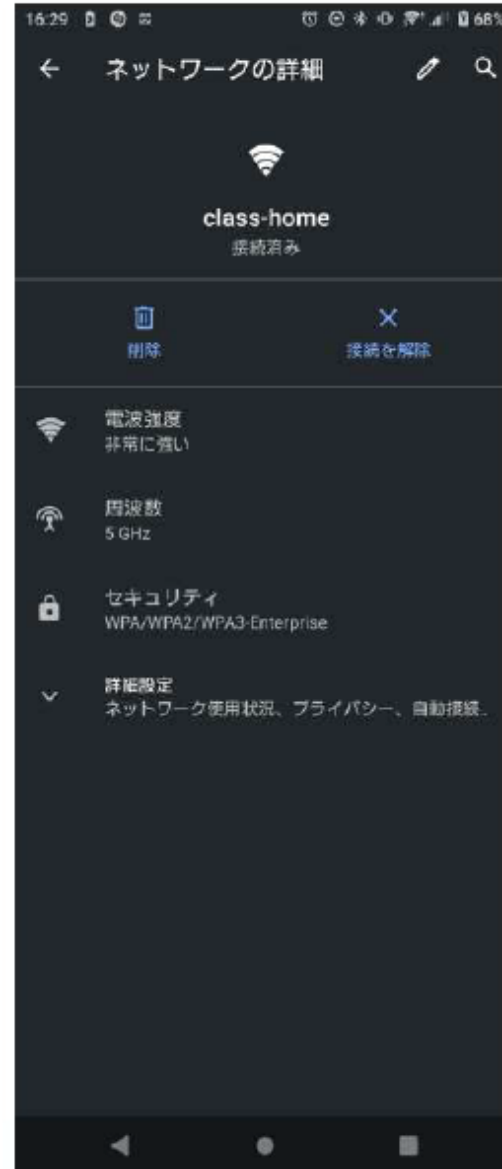 16:29 68%
ネットワークの詳細
class-home
接続済み
削除 接続を解除
電波強度
非常に強い
周波数
5 GHz
セキュリティ
WPA/WPA2/WPA3-Enterprise
詳細設定
ネットワーク使用状況、プライバシー、自動接続..